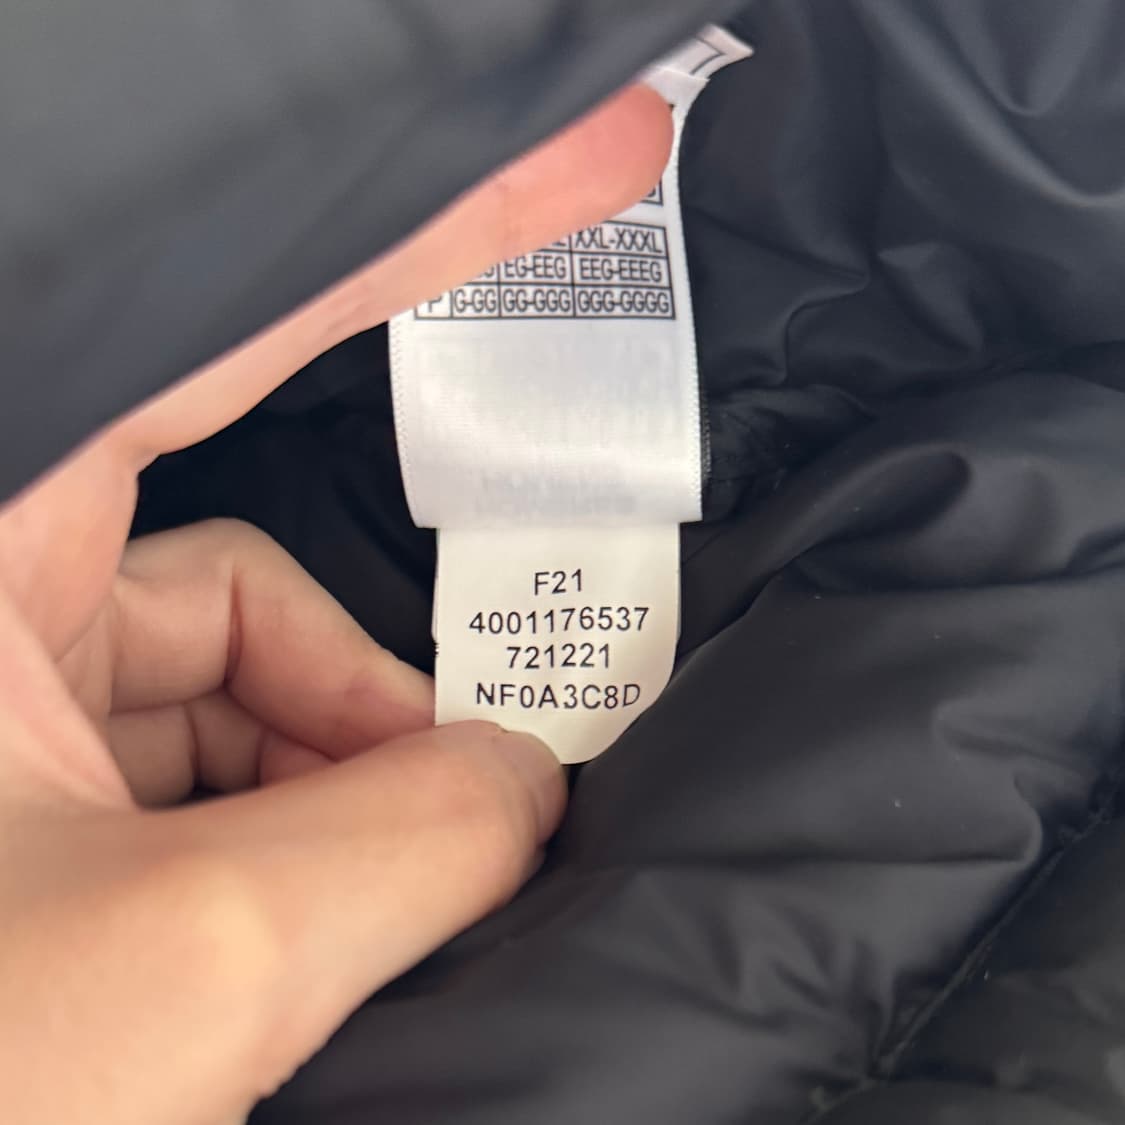 XXL-XXXL
EG-EEG EEG-EEEG
P G-GG GG-GGG GGG-GGGG
F21
4001176537
721221
NF0A3C8D